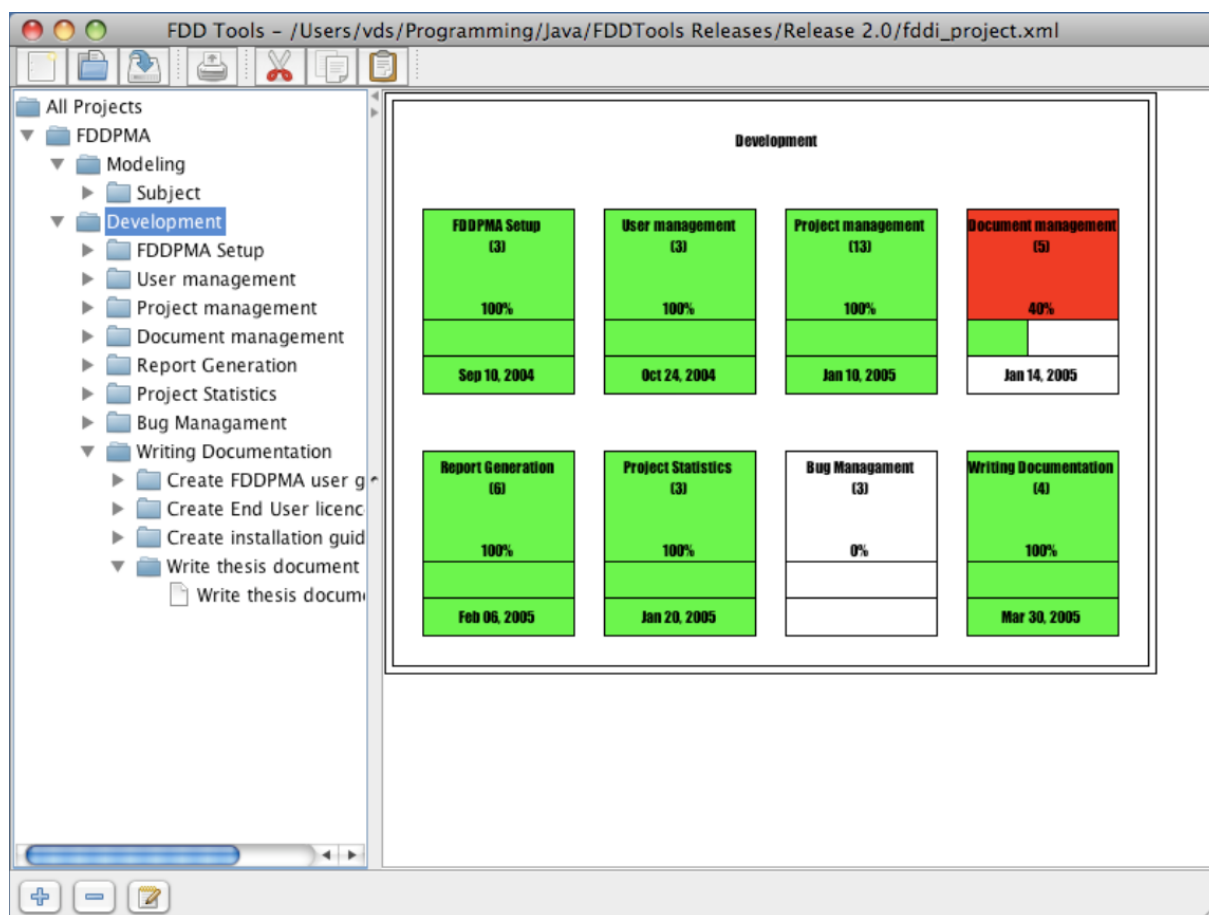 FDD Tools – /Users/vds/Programming/Java/FDDTools Releases/Release 2.0/fddi_project.xml
All Projects
FDDPMA
Modeling
Subject
Development
FDDPMA Setup
User management
Project management
Document management
Report Generation
Project Statistics
Bug Managament
Writing Documentation
Create FDDPMA user g
Create End User licenc
Create installation guid
Write thesis document
Write thesis docum
Development
FDDPMA Setup
(3)
100%
Sep 10, 2004
User management
(3)
100%
Oct 24, 2004
Project management
(13)
100%
Jan 10, 2005
Document management
(5)
40%
Jan 14, 2005
Report Generation
(6)
100%
Feb 06, 2005
Project Statistics
(3)
100%
Jan 20, 2005
Bug Managament
(3)
0%
Writing Documentation
(4)
100%
Mar 30, 2005